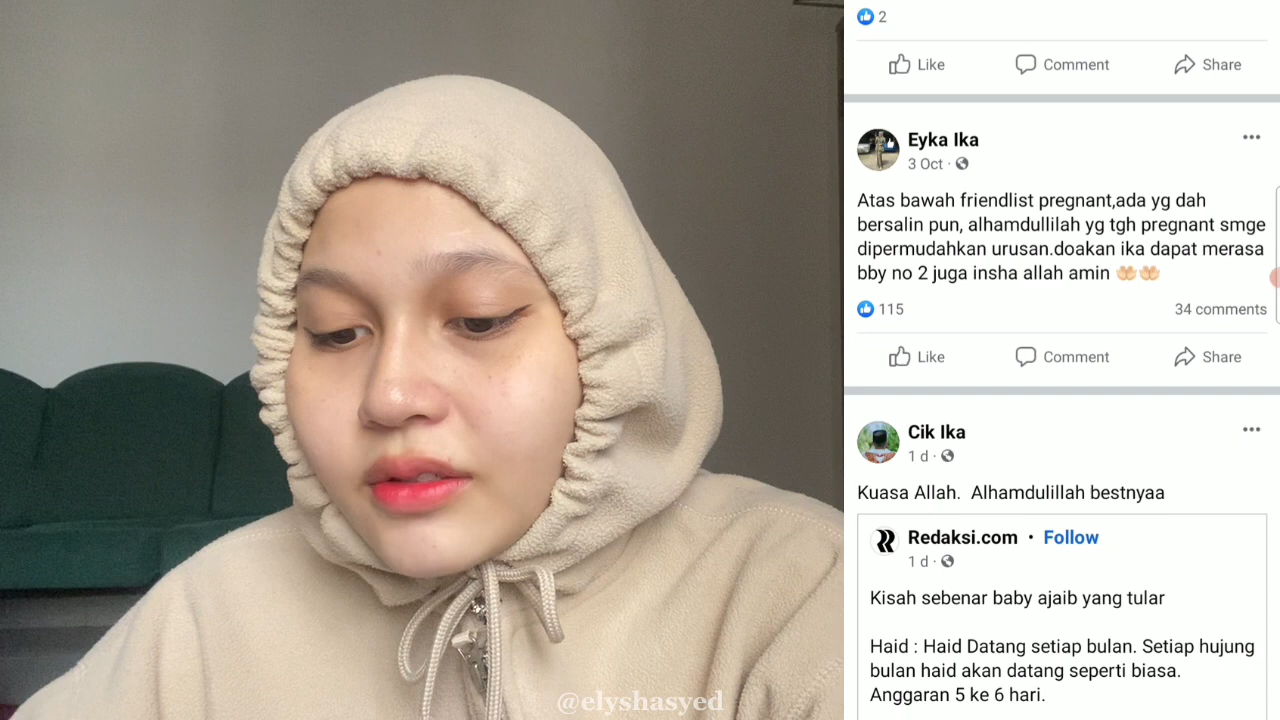 2
Like
Comment
Share
Eyka Ika
3 Oct ·
Atas bawah friendlist pregnant,ada yg dah
bersalin pun, alhamdullilah yg tgh pregnant smge
dipermudahkan urusan.doakan ika dapat merasa
bby no 2 juga insha allah amin 🤲🏻🤲🏻
115
34 comments
Like
Comment
Share
Cik Ika
1 d ·
Kuasa Allah.  Alhamdulillah bestnyaa
Redaksi.com · Follow
1 d ·
Kisah sebenar baby ajaib yang tular
Haid : Haid Datang setiap bulan. Setiap hujung
bulan haid akan datang seperti biasa.
Anggaran 5 ke 6 hari.
@elyshasyed